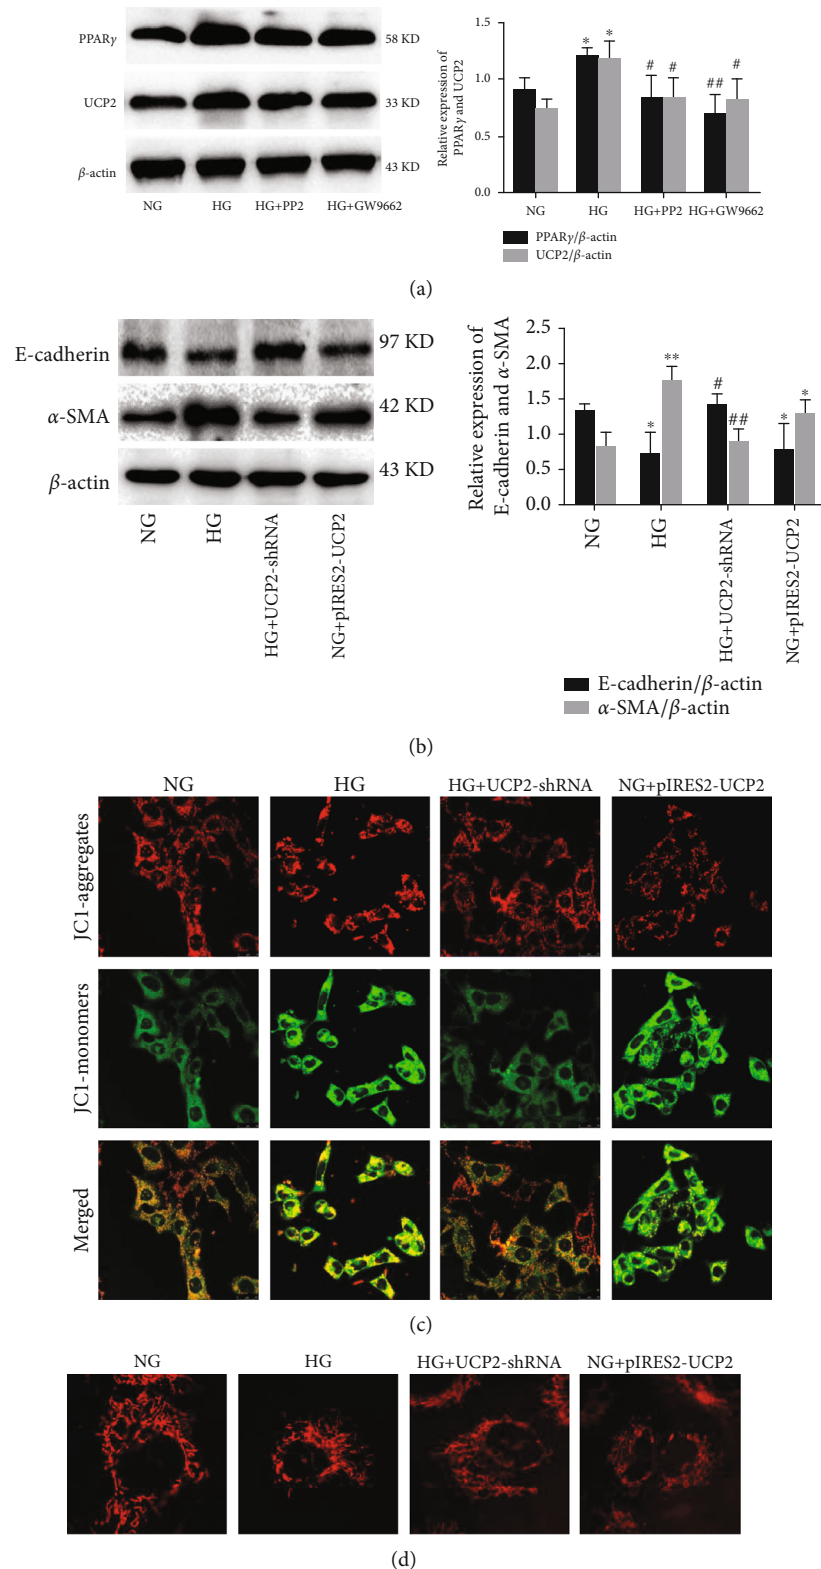 PPARγ
58 KD
UCP2
33 KD
β-actin
43 KD
NG
HG
HG+PP2
HG+GW9662
Relative expression of
PPARγ and UCP2
1.5
1.0
0.5
0.0
*
*
#
#
##
#
NG
HG
HG+PP2
HG+GW9662
PPARγ/β-actin
UCP2/β-actin
(a)
E-cadherin
97 KD
α-SMA
42 KD
β-actin
43 KD
NG
HG
HG+UCP2-shRNA
NG+pIRES2-UCP2
Relative expression of
E-cadherin and α-SMA
2.5
2.0
1.5
1.0
0.5
0.0
*
**
#
##
*
*
NG
HG
HG+UCP2-shRNA
NG+pIRES2-UCP2
E-cadherin/β-actin
α-SMA/β-actin
(b)
NG
HG
HG+UCP2-shRNA
NG+pIRES2-UCP2
JC1-aggregates
JC1-monomers
Merged
(c)
NG
HG
HG+UCP2-shRNA
NG+pIRES2-UCP2
(d)